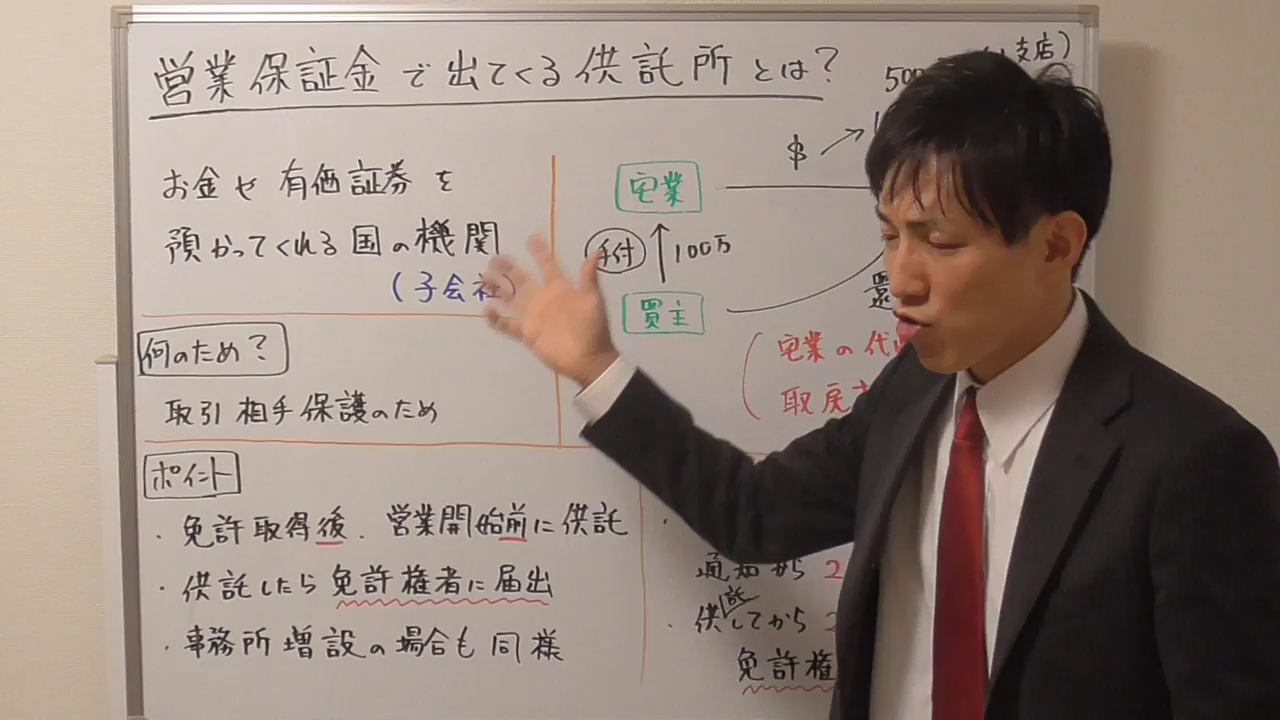 営業保証金で出てくる供託所とは?
お金や有価証券を
預かってくれる国の機関
(子会社)
何のため?
取引相手保護のため
ポイント
・免許取得後、営業開始前に供託
・供託したら免許権者に届出
・事務所増設の場合も同様
支店)
500
$
宅業
手付
100万
買主
還
(宅業の代
取戻
通知から2
・供託してから2
免許権